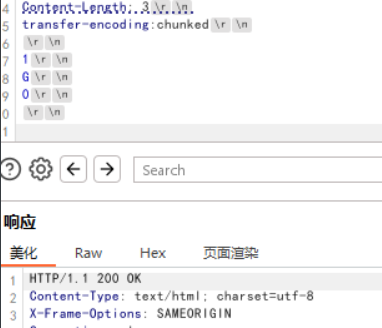 4 Content-Length: 3 \r \n
5 transfer-encoding:chunked \r \n
6 \r \n
7 1 \r \n
8 G \r \n
9 0 \r \n
0 \r \n
1
Search
响应
美化 Raw Hex 页面渲染
1 HTTP/1.1 200 OK
2 Content-Type: text/html; charset=utf-8
3 X-Frame-Options: SAMEORIGIN